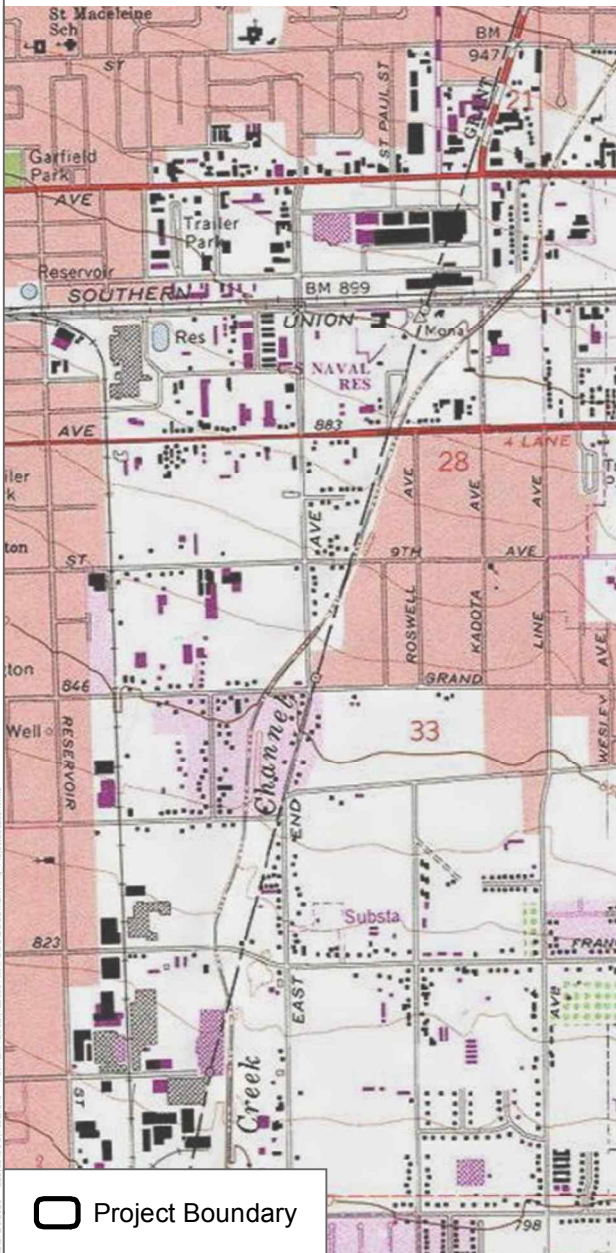 St Madeleine
Sch
ST
ST PAUL ST
BM
947
GRANT
21
Garfield
Park
AVE
Trailer
Park
Reservoir
SOUTHERN
BM 899
UNION
Mona
Res
S NAVAL
RES
883
AVE
4 LANE
28
iler
k
AVE
AVE
AVE
AVE
ton
ST
9TH
AVE
ROSWELL
KADOTA
LINE
AVE
gton
846
GRAND
Well
RESERVOIR
Channel
33
WESLEY
END
Substa
823
FRAN
EAST
AVE
Creek
ST
798
Project Boundary